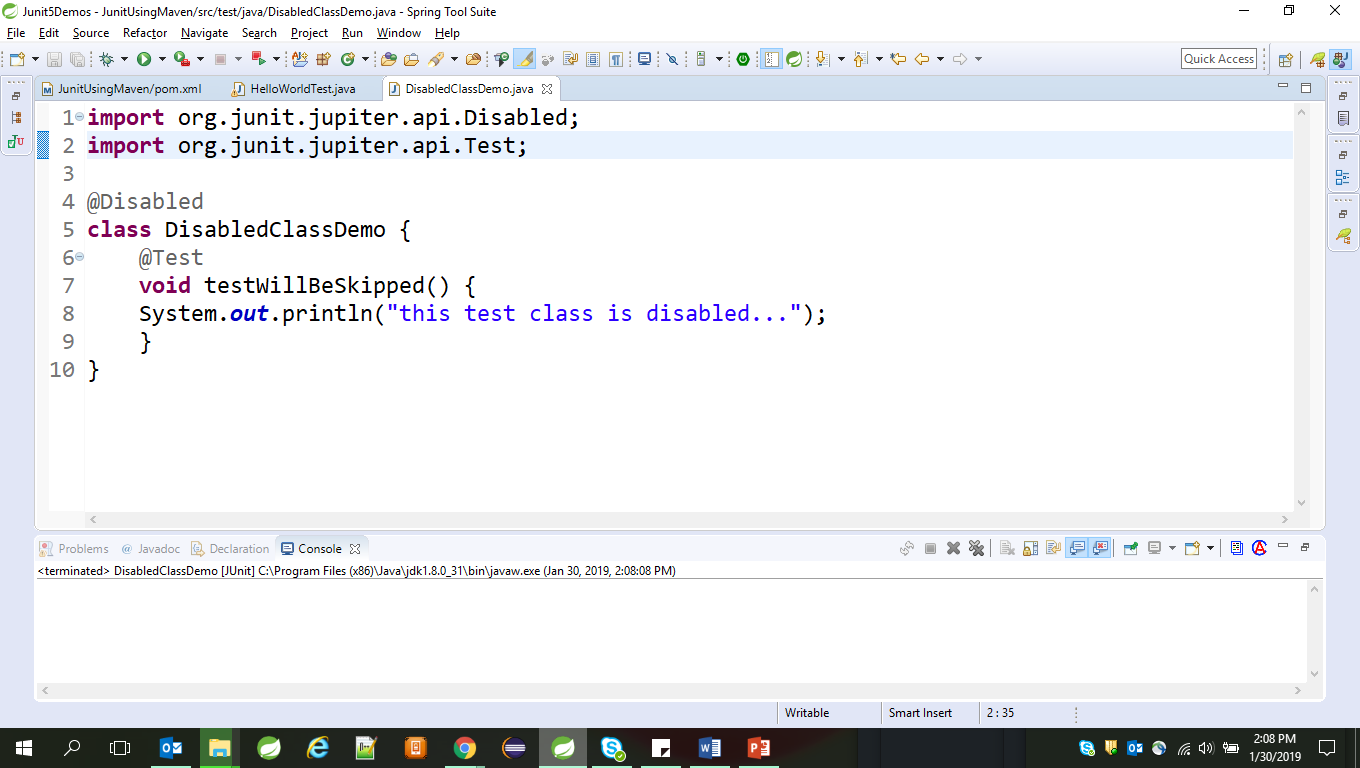 Junit5Demos - JunitUsingMaven/src/test/java/DisabledClassDemo.java - Spring Tool Suite
File Edit Source Refactor Navigate Search Project Run Window Help
Quick Access
JunitUsingMaven/pom.xml HelloWorldTest.java DisabledClassDemo.java
1 import org.junit.jupiter.api.Disabled;
2 import org.junit.jupiter.api.Test;
3
4 @Disabled
5 class DisabledClassDemo {
6 @Test
7 void testWillBeSkipped() {
8 System.out.println("this test class is disabled...");
9 }
10 }
Problems @ Javadoc Declaration Console
<terminated> DisabledClassDemo [JUnit] C:\Program Files (x86)\Java\jdk1.8.0_31\bin\javaw.exe (Jan 30, 2019, 2:08:08 PM)
Writable Smart Insert 2 : 35
2:08 PM
1/30/2019